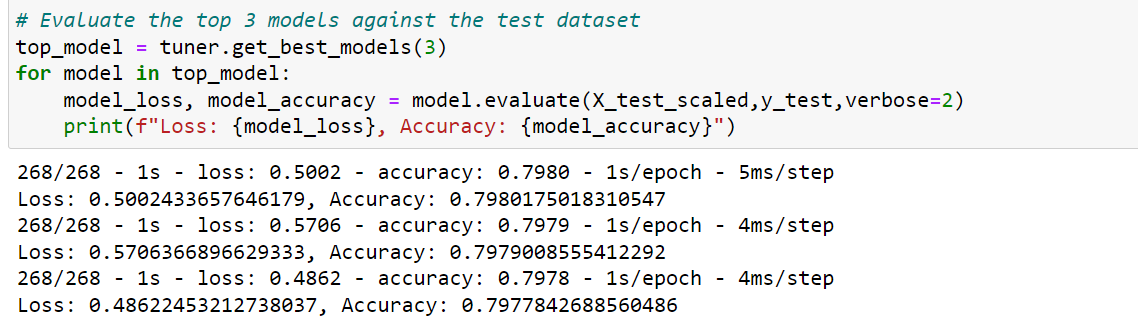 # Evaluate the top 3 models against the test dataset
top_model = tuner.get_best_models(3)
for model in top_model:
    model_loss, model_accuracy = model.evaluate(X_test_scaled,y_test,verbose=2)
    print(f"Loss: {model_loss}, Accuracy: {model_accuracy}")
268/268 - 1s - loss: 0.5002 - accuracy: 0.7980 - 1s/epoch - 5ms/step
Loss: 0.5002433657646179, Accuracy: 0.7980175018310547
268/268 - 1s - loss: 0.5706 - accuracy: 0.7979 - 1s/epoch - 4ms/step
Loss: 0.5706366896629333, Accuracy: 0.7979008555412292
268/268 - 1s - loss: 0.4862 - accuracy: 0.7978 - 1s/epoch - 4ms/step
Loss: 0.48622453212738037, Accuracy: 0.7977842688560486